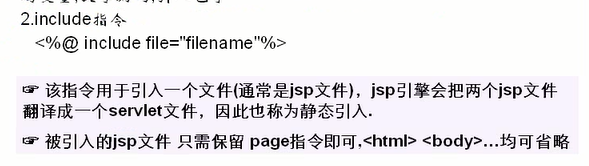 2.include指令
<%@ include file="filename"%>
☞ 该指令用于引入一个文件(通常是jsp文件)，jsp引擎会把两个jsp文件
翻译成一个servlet文件，因此也称为静态引入.
☞ 被引入的jsp文件 只需保留 page指令即可,<html> <body>…均可省略